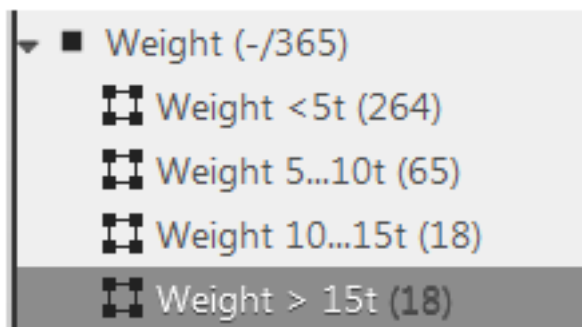 Weight (-/365)
Weight <5t (264)
Weight 5...10t (65)
Weight 10...15t (18)
Weight > 15t (18)